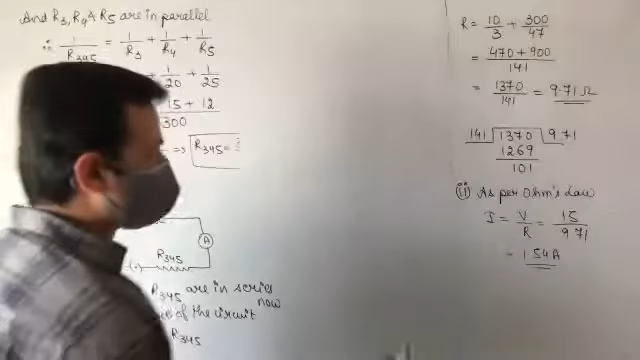 And R3, R4 & R5 are in parallel
∴ 1/R345 = 1/R3 + 1/R4 + 1/R5
+ 1/20 + 1/25
15 + 12
300
=> R345 =
A
R345
(-)
R345 are in series now
of the circuit
R345
R = 10/3 + 300/47
= 470 + 900 / 141
= 1370/141 = 9.71 Ω
141 1370 9.71
1269
101
(ii) As per Ohm's Law
I = V/R = 15/9.71
= 1.54A